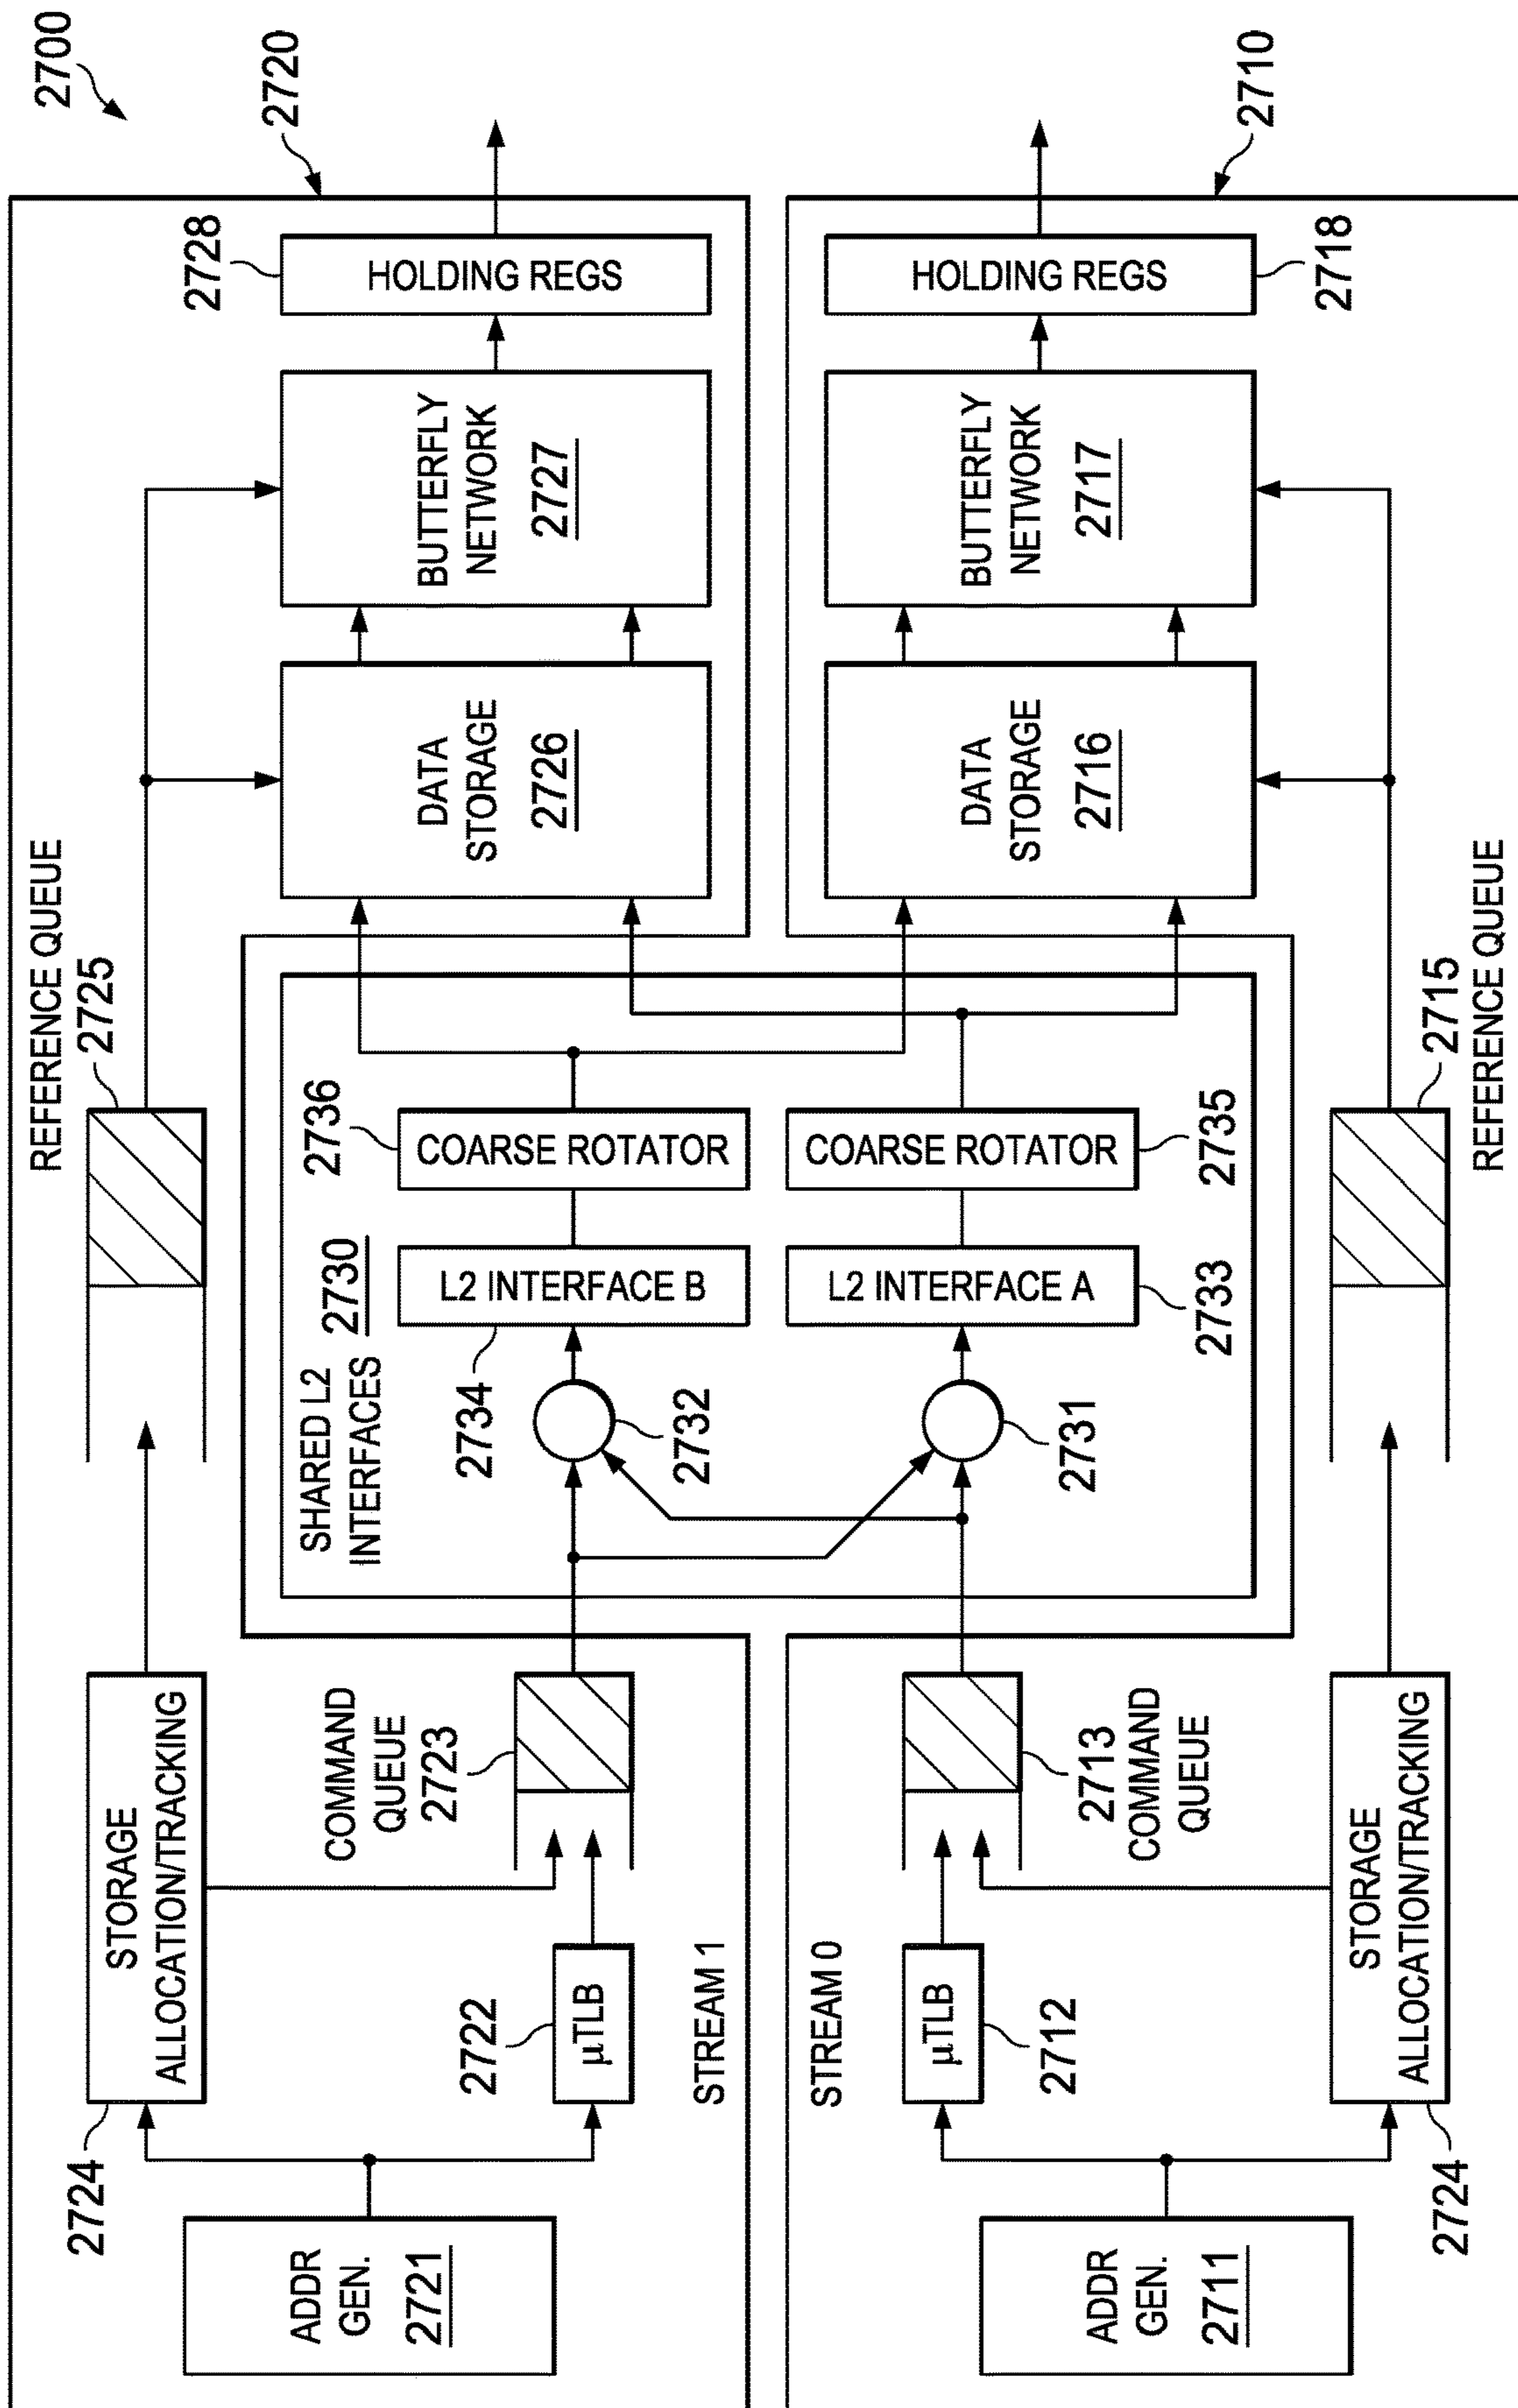 2700
2720
ADDR
GEN.
2721
2724
STORAGE
ALLOCATION/TRACKING
2722
µTLB
STREAM 1
COMMAND
QUEUE
2723
REFERENCE QUEUE
2725
DATA
STORAGE
2726
BUTTERFLY
NETWORK
2727
2728
HOLDING REGS
SHARED L2
INTERFACES
2730
2734
L2 INTERFACE B
2736
COARSE ROTATOR
2732
L2 INTERFACE A
COARSE ROTATOR
2731
2733
2735
STREAM 0
µTLB
2712
2713
COMMAND
QUEUE
ADDR
GEN.
2711
STORAGE
ALLOCATION/TRACKING
2724
2715
REFERENCE QUEUE
DATA
STORAGE
2716
BUTTERFLY
NETWORK
2717
HOLDING REGS
2718
2710